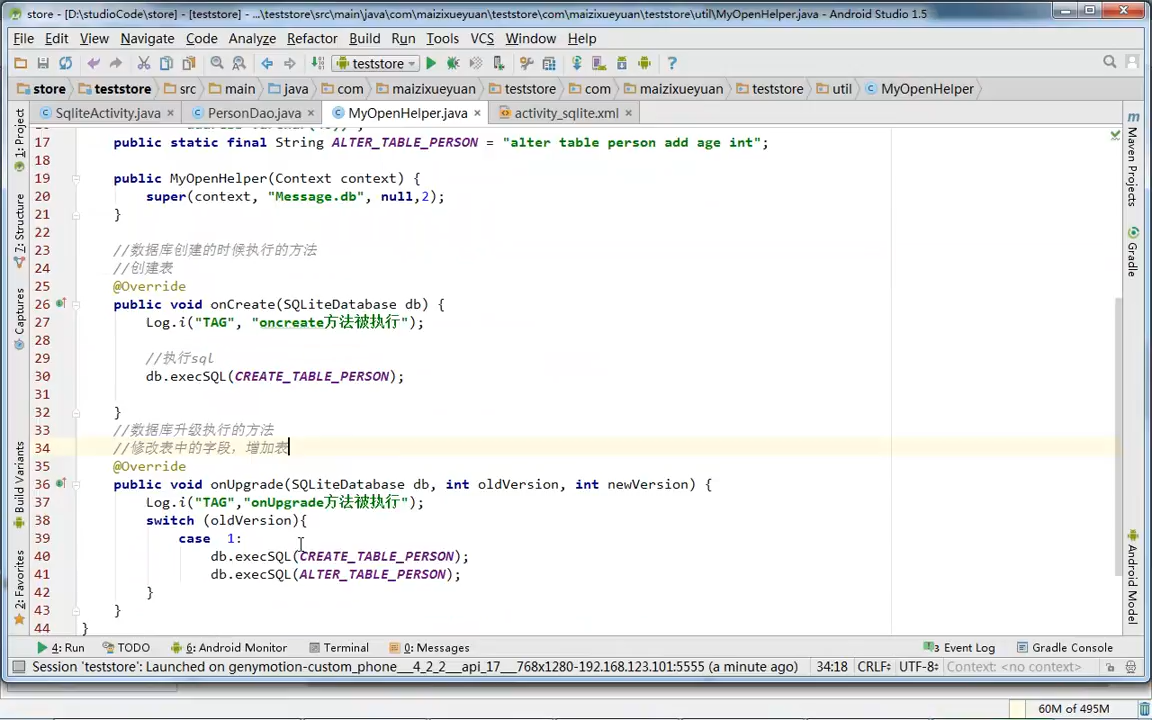 store - [D:\studioCode\store] - [teststore] - ...\teststore\src\main\java\com\maizixueyuan\teststore\com\maizixueyuan\teststore\util\MyOpenHelper.java - Android Studio 1.5
File Edit View Navigate Code Analyze Refactor Build Run Tools VCS Window Help
teststore
store teststore src main java com maizixueyuan teststore com maizixueyuan teststore util MyOpenHelper
SqliteActivity.java PersonDao.java MyOpenHelper.java activity_sqlite.xml
17 public static final String ALTER_TABLE_PERSON = "alter table person add age int";
18
19 public MyOpenHelper(Context context) {
20 super(context, "Message.db", null,2);
21 }
22
23 //数据库创建的时候执行的方法
24 //创建表
25 @Override
26 public void onCreate(SQLiteDatabase db) {
27 Log.i("TAG", "oncreate方法被执行");
28
29 //执行sql
30 db.execSQL(CREATE_TABLE_PERSON);
31
32 }
33 //数据库升级执行的方法
34 //修改表中的字段，增加表
35 @Override
36 public void onUpgrade(SQLiteDatabase db, int oldVersion, int newVersion) {
37 Log.i("TAG","onUpgrade方法被执行");
38 switch (oldVersion){
39 case 1:
40 db.execSQL(CREATE_TABLE_PERSON);
41 db.execSQL(ALTER_TABLE_PERSON);
42 }
43 }
44 }
1: Project
7: Structure
Captures
Build Variants
2: Favorites
Maven Projects
Gradle
Android Model
4: Run TODO 6: Android Monitor Terminal 0: Messages 3 Event Log Gradle Console
Session 'teststore': Launched on genymotion-custom_phone__4_2_2__api_17__768x1280-192.168.123.101:5555 (a minute ago) 34:18 CRLF UTF-8 Context: <no context>
60M of 495M